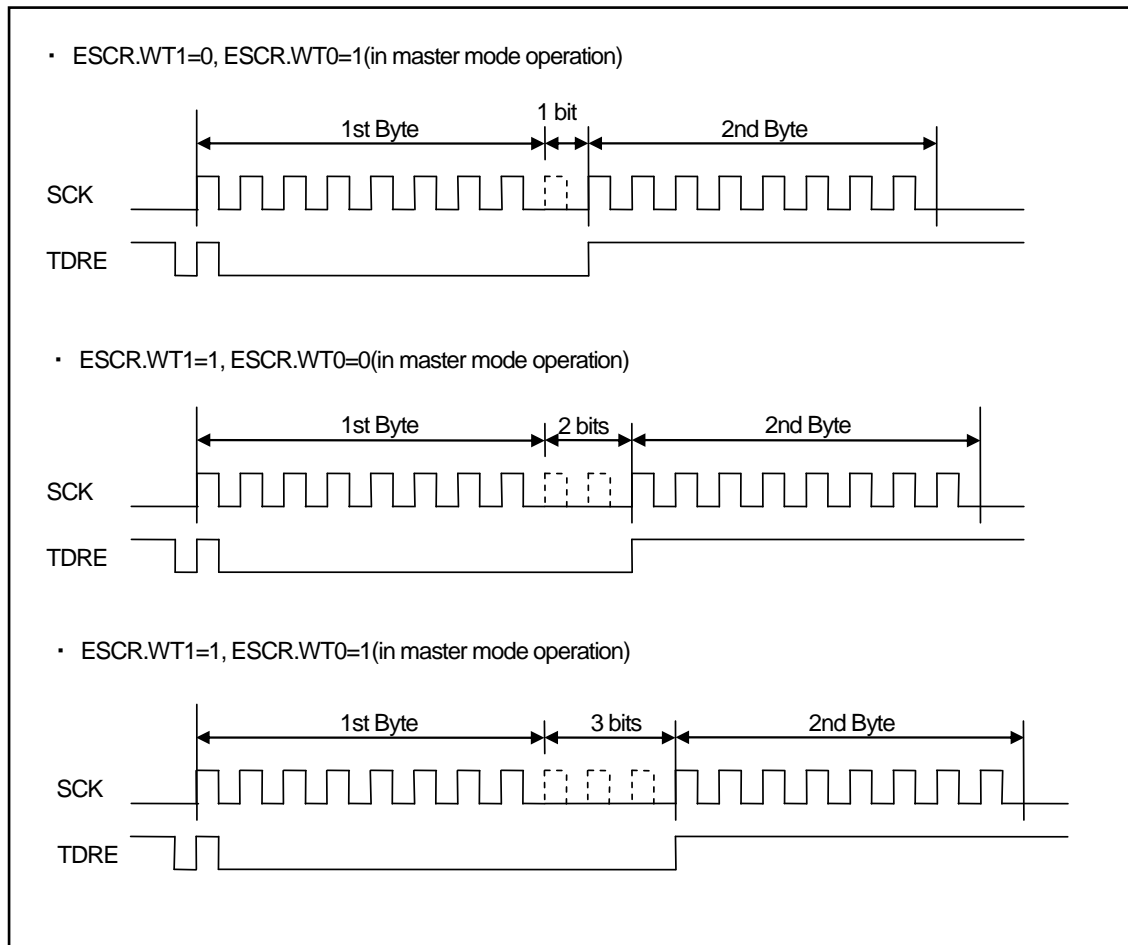 ・ ESCR.WT1=0, ESCR.WT0=1(in master mode operation)
1 bit
1st Byte 2nd Byte
SCK
TDRE
・ ESCR.WT1=1, ESCR.WT0=0(in master mode operation)
1st Byte 2 bits 2nd Byte
SCK
TDRE
・ ESCR.WT1=1, ESCR.WT0=1(in master mode operation)
1st Byte 3 bits 2nd Byte
SCK
TDRE